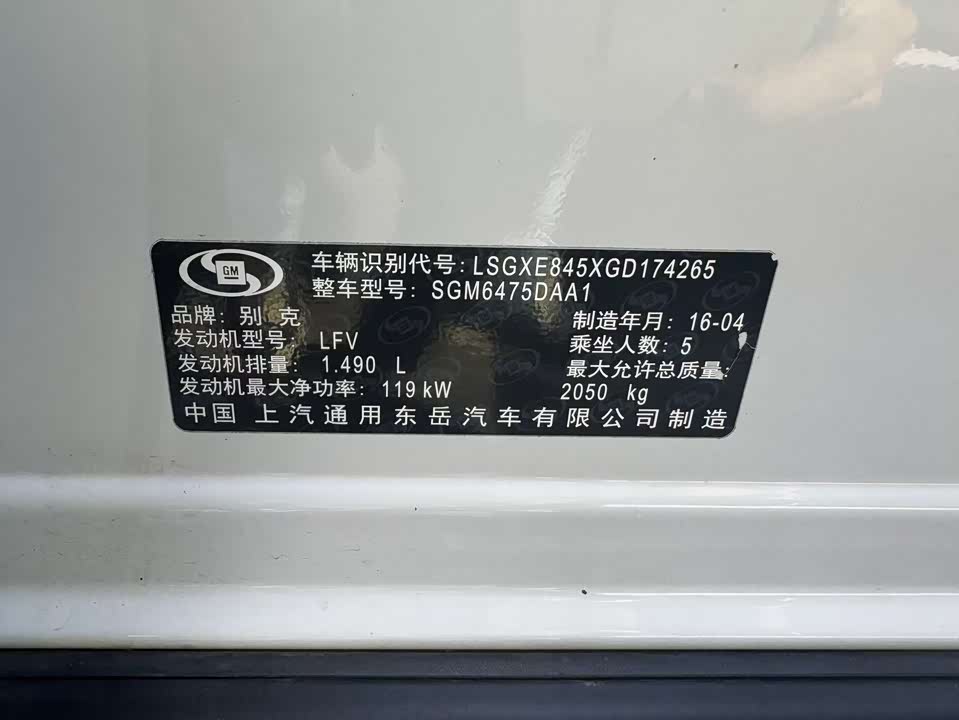 GM
车辆识别代号: LSGXE845XGD174265
整车型号: SGM6475DAA1
品牌: 别 克
制造年月: 16-04
发动机型号: LFV
乘坐人数: 5
发动机排量: 1.490 L
最大允许总质量:
发动机最大净功率: 119 kW
2050 kg
中国 上汽通用东岳汽车有限公司制造